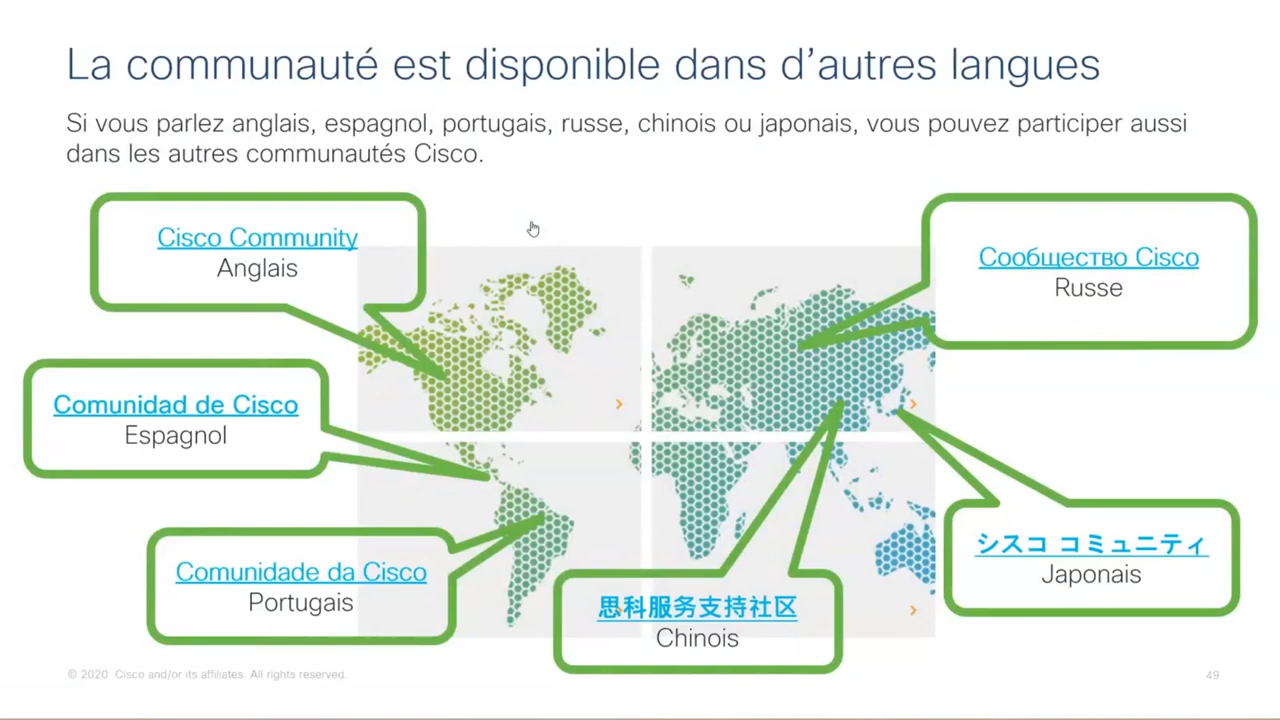 La communauté est disponible dans d’autres langues
Si vous parlez anglais, espagnol, portugais, russe, chinois ou japonais, vous pouvez participer aussi
dans les autres communautés Cisco.
Cisco Community
Anglais
Сообщество Cisco
Russe
Comunidad de Cisco
Espagnol
シスコ コミュニティ
Japonais
Comunidade da Cisco
Portugais
思科服务支持社区
Chinois
© 2020 Cisco and/or its affiliates. All rights reserved.
49